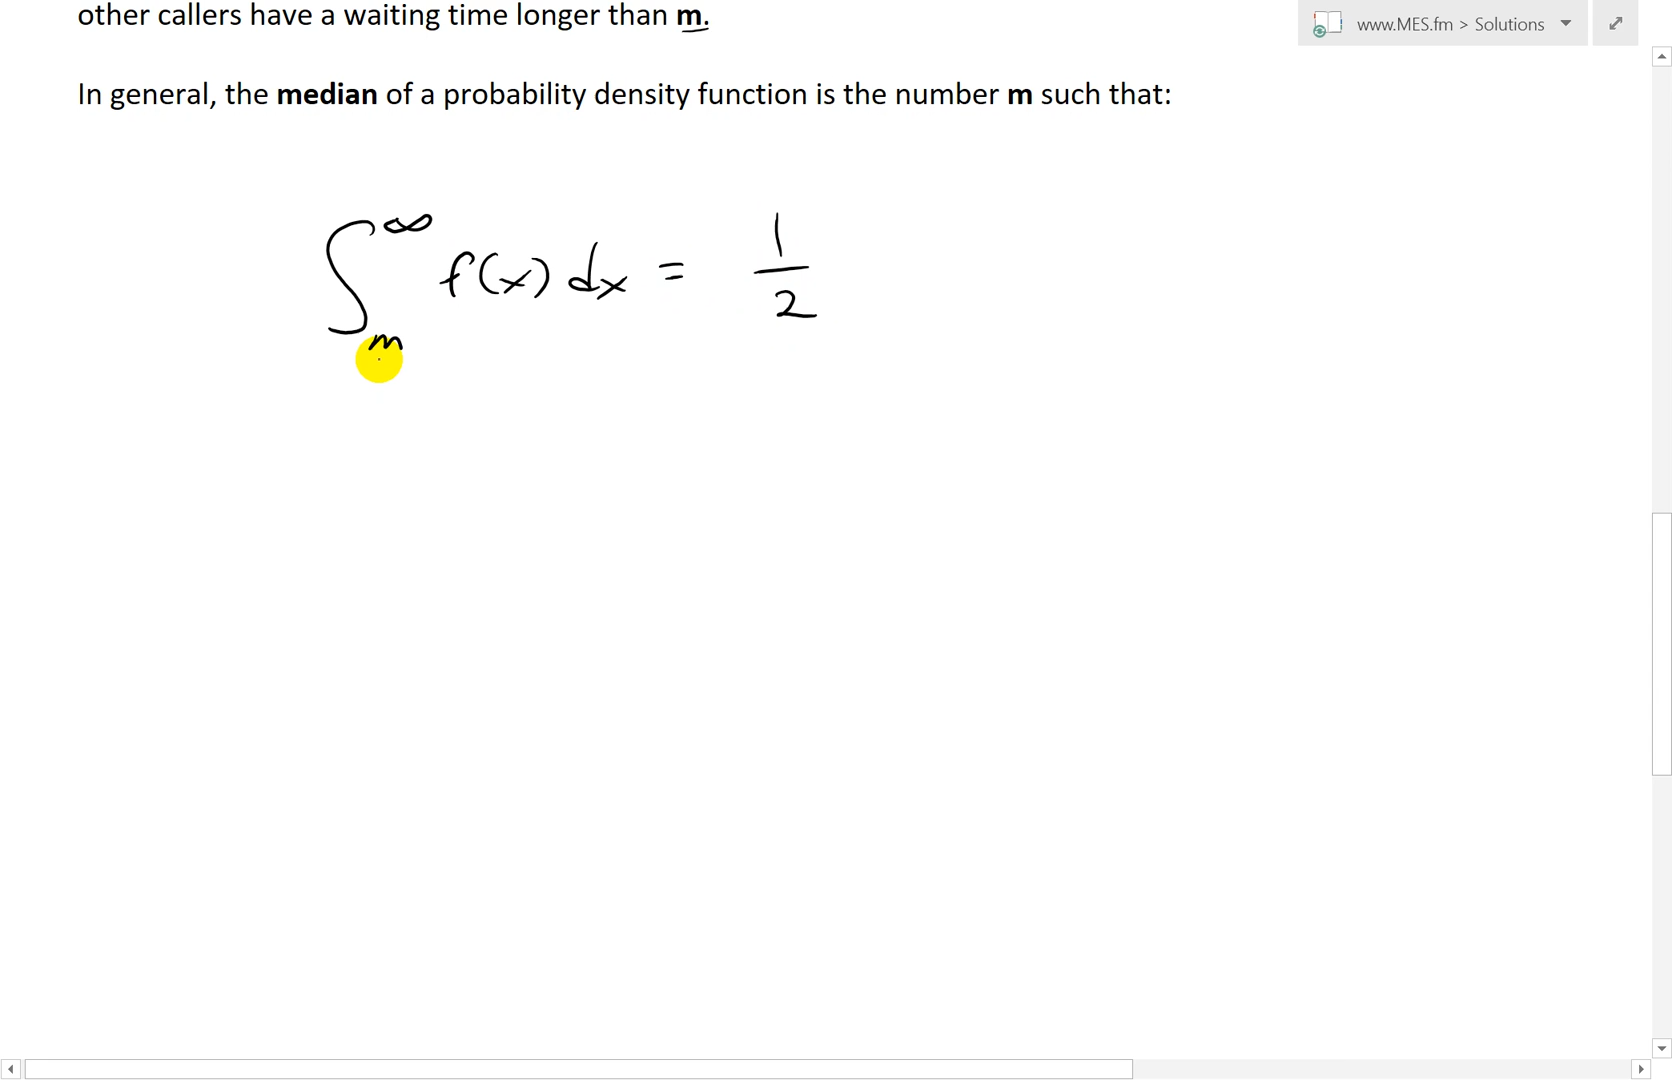 other callers have a waiting time longer than m.
www.MES.fm > Solutions
In general, the median of a probability density function is the number m such that:
∫_m^∞ f(x) dx = 1/2